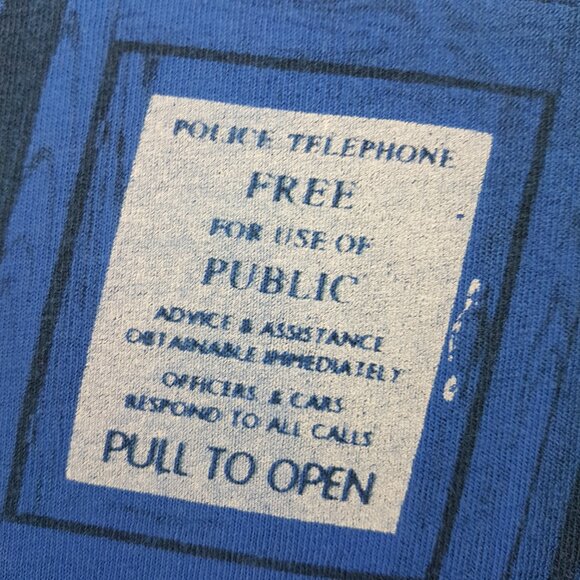 POLICE TELEPHONE
FREE
FOR USE OF
PUBLIC
ADVICE & ASSISTANCE
OBTAINABLE IMMEDIATELY
OFFICERS & CARS
RESPOND TO ALL CALLS
PULL TO OPEN